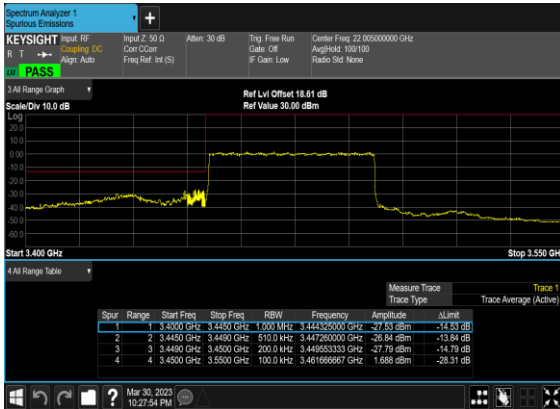 Spectrum Analyzer 1
Spurious Emissions
+
KEYSIGHT Input: RF Input Z: 50 Ω Atten: 30 dB Trig: Free Run Center Freq: 22.005000000 GHz
R T Coupling: DC Corr CCorr Gate: Off Avg|Hold: 100/100
Align: Auto Freq Ref: Int (S) IF Gain: Low Radio Std: None
LNI PASS
3 All Range Graph
Ref Lvl Offset 18.61 dB
Scale/Div 10.0 dB Ref Value 30.00 dBm
Log
20.0
10.0
0.00
-10.0
-20.0
-30.0
-40.0
-50.0
-60.0
Start 3.400 GHz Stop 3.550 GH
4 All Range Table
Measure Trace Trace 1
Trace Type Trace Average (Active)
Spur Range Start Freq Stop Freq RBW Frequency Amplitude ΔLimit
1 1 3.4000 GHz 3.4450 GHz 1.000 MHz 3.444325000 GHz -27.53 dBm -14.53 dB
2 2 3.4450 GHz 3.4490 GHz 510.0 kHz 3.447260000 GHz -26.84 dBm -13.84 dB
3 3 3.4490 GHz 3.4500 GHz 200.0 kHz 3.449553333 GHz -27.79 dBm -14.79 dB
4 4 3.4500 GHz 3.5500 GHz 100.0 kHz 3.461666667 GHz 1.688 dBm -28.31 dB
? Mar 30, 2023
10:27:54 PM